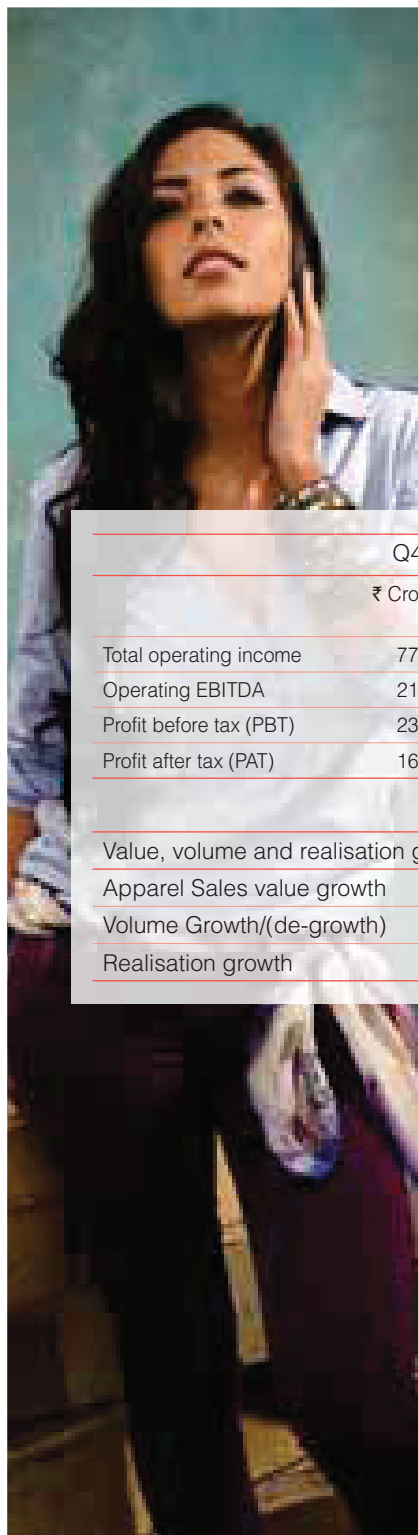 Q4
₹ Cro
Total operating income 77
Operating EBITDA 21
Profit before tax (PBT) 23
Profit after tax (PAT) 16
Value, volume and realisation g
Apparel Sales value growth
Volume Growth/(de-growth)
Realisation growth